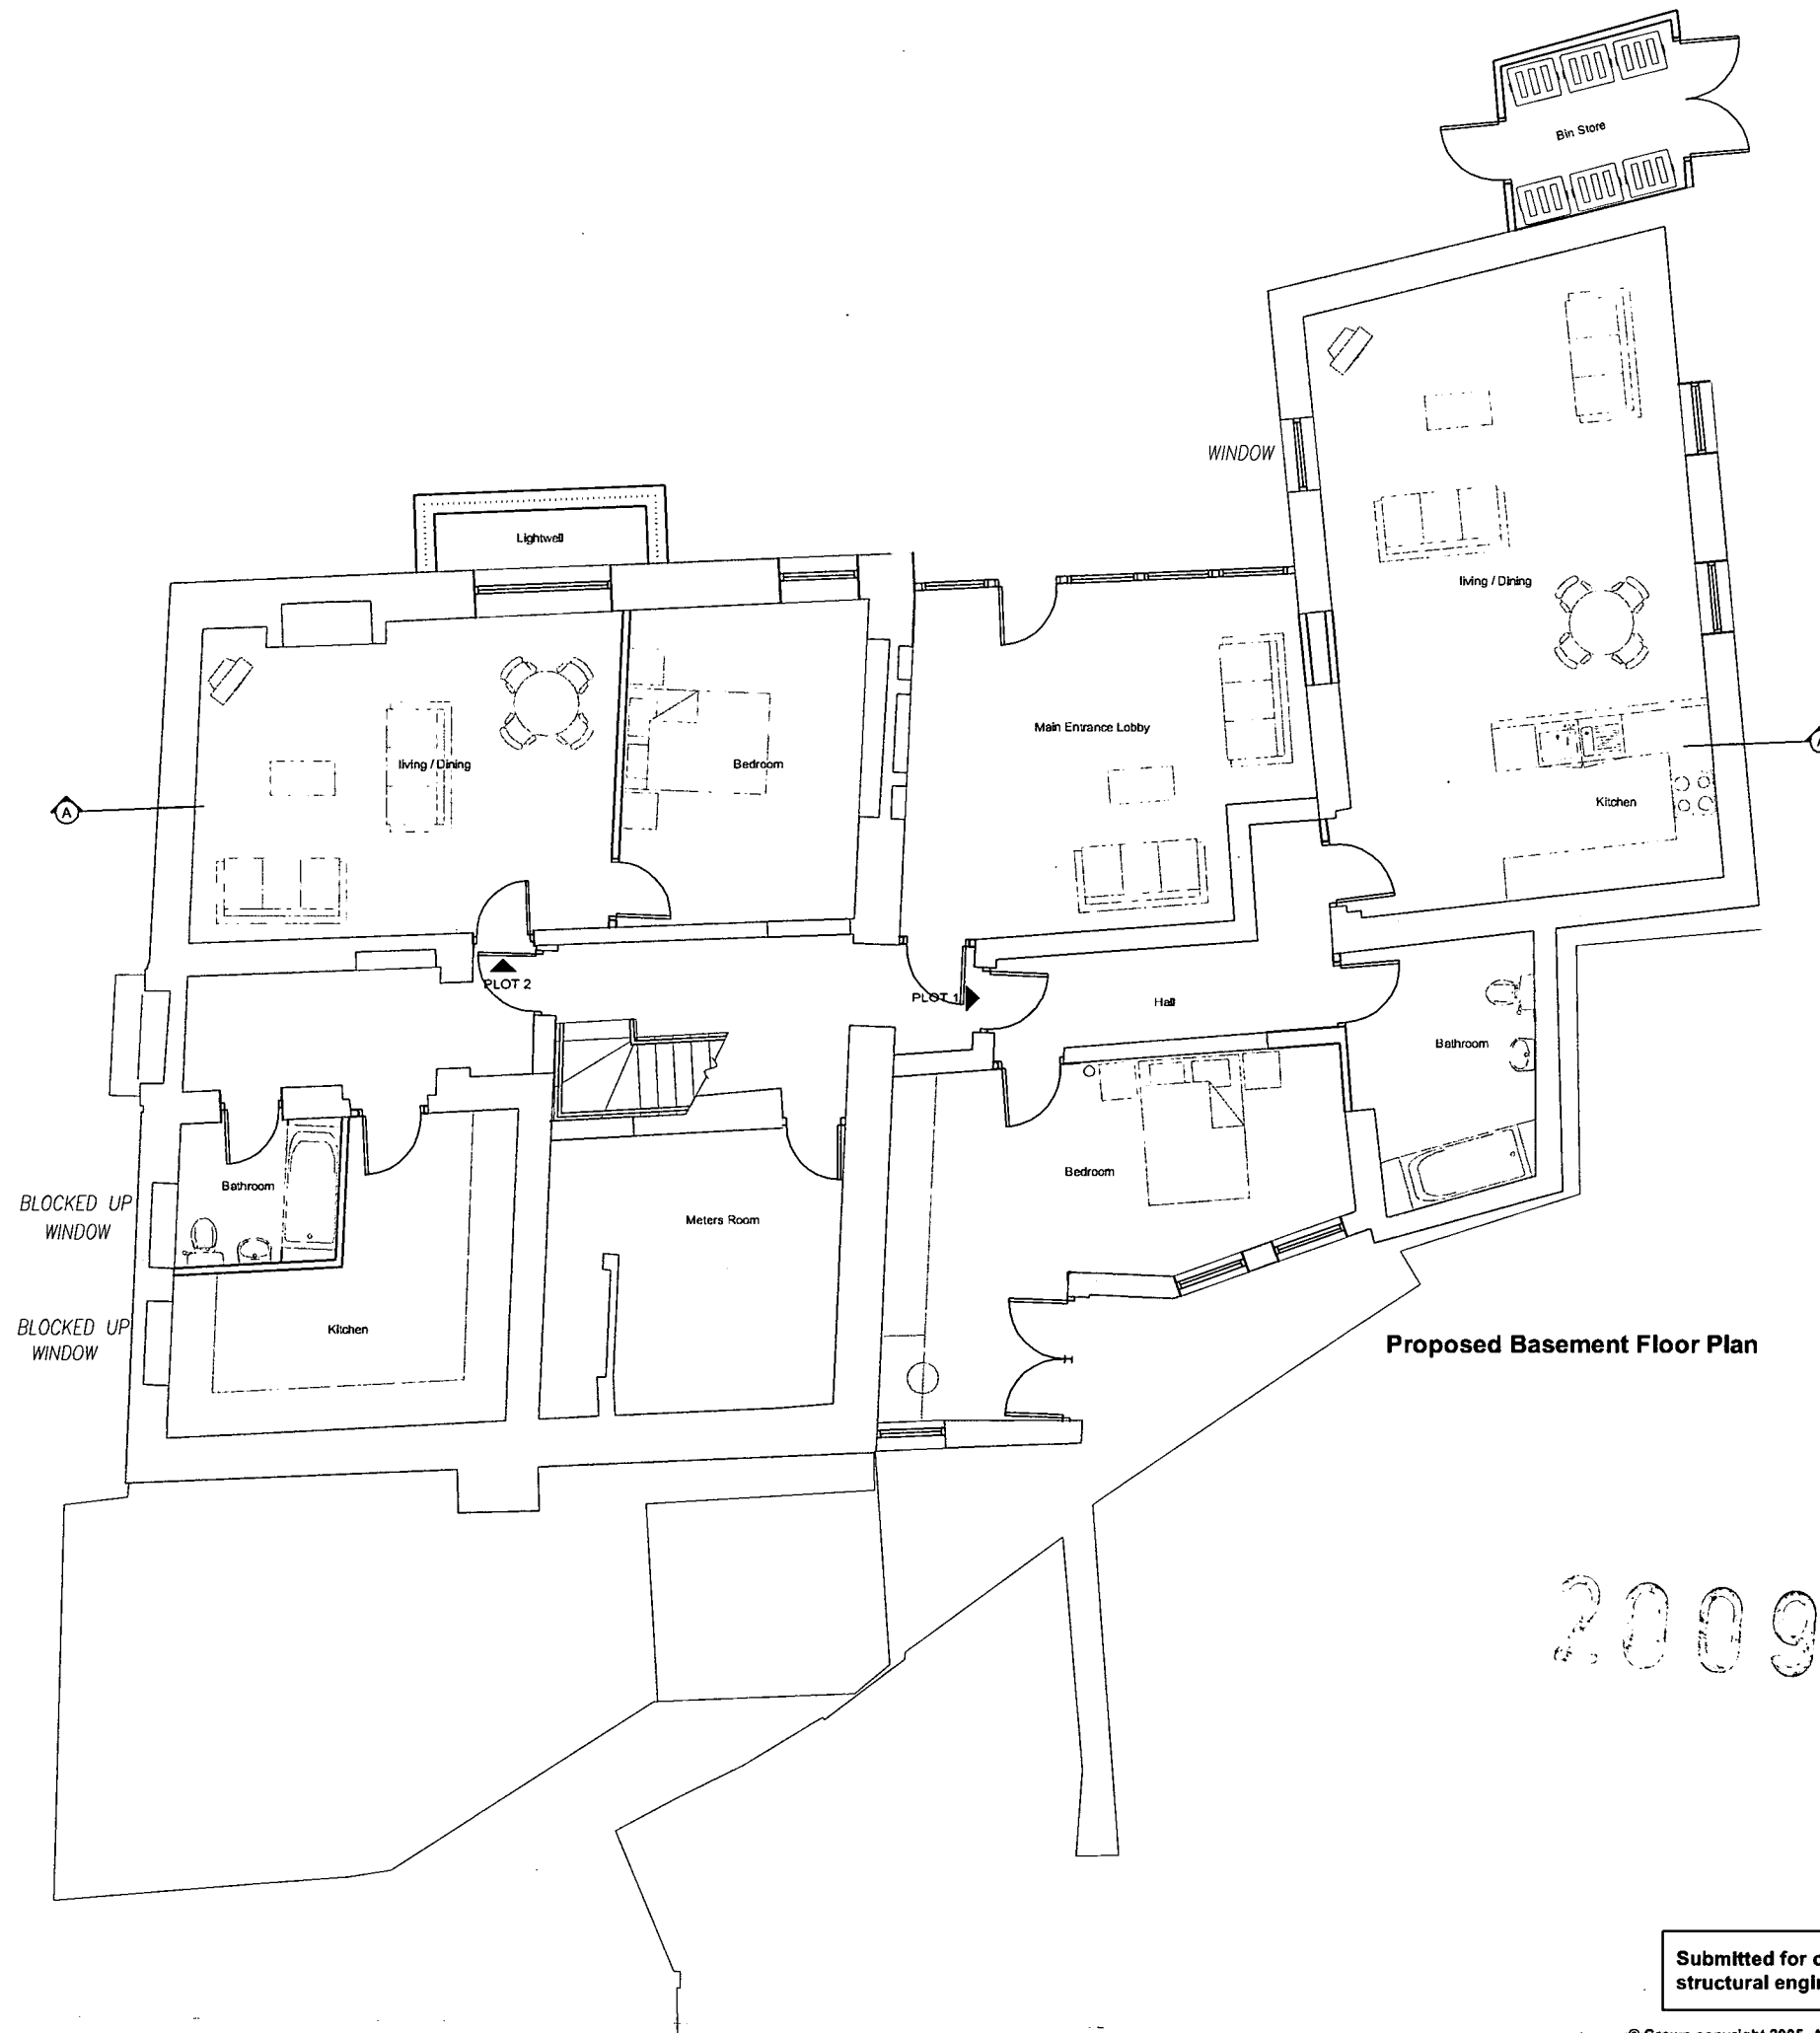 Bin Store
WINDOW
Lightwell
living / Dining
Main Entrance Lobby
living / Dining
Bedroom
A
Kitchen
PLOT 2
PLOT 1
Hall
Bathroom
Bedroom
Bathroom
BLOCKED UP
WINDOW
Meters Room
Kitchen
BLOCKED UP
WINDOW
Proposed Basement Floor Plan
2009
Submitted for
structural